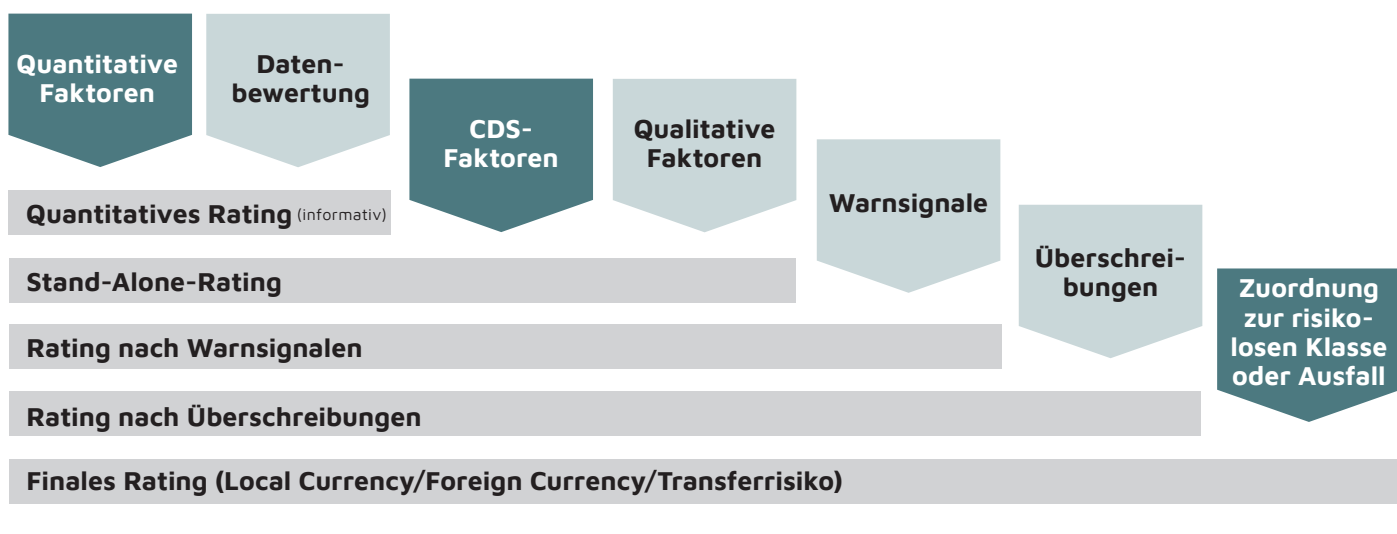 Quantitative
Faktoren
Daten-
bewertung
CDS-
Faktoren
Qualitative
Faktoren
Warnsignale
Überschrei-
bungen
Zuordnung
zur risiko-
losen Klasse
oder Ausfall
Quantitatives Rating (informativ)
Stand-Alone-Rating
Rating nach Warnsignalen
Rating nach Überschreibungen
Finales Rating (Local Currency/Foreign Currency/Transferrisiko)